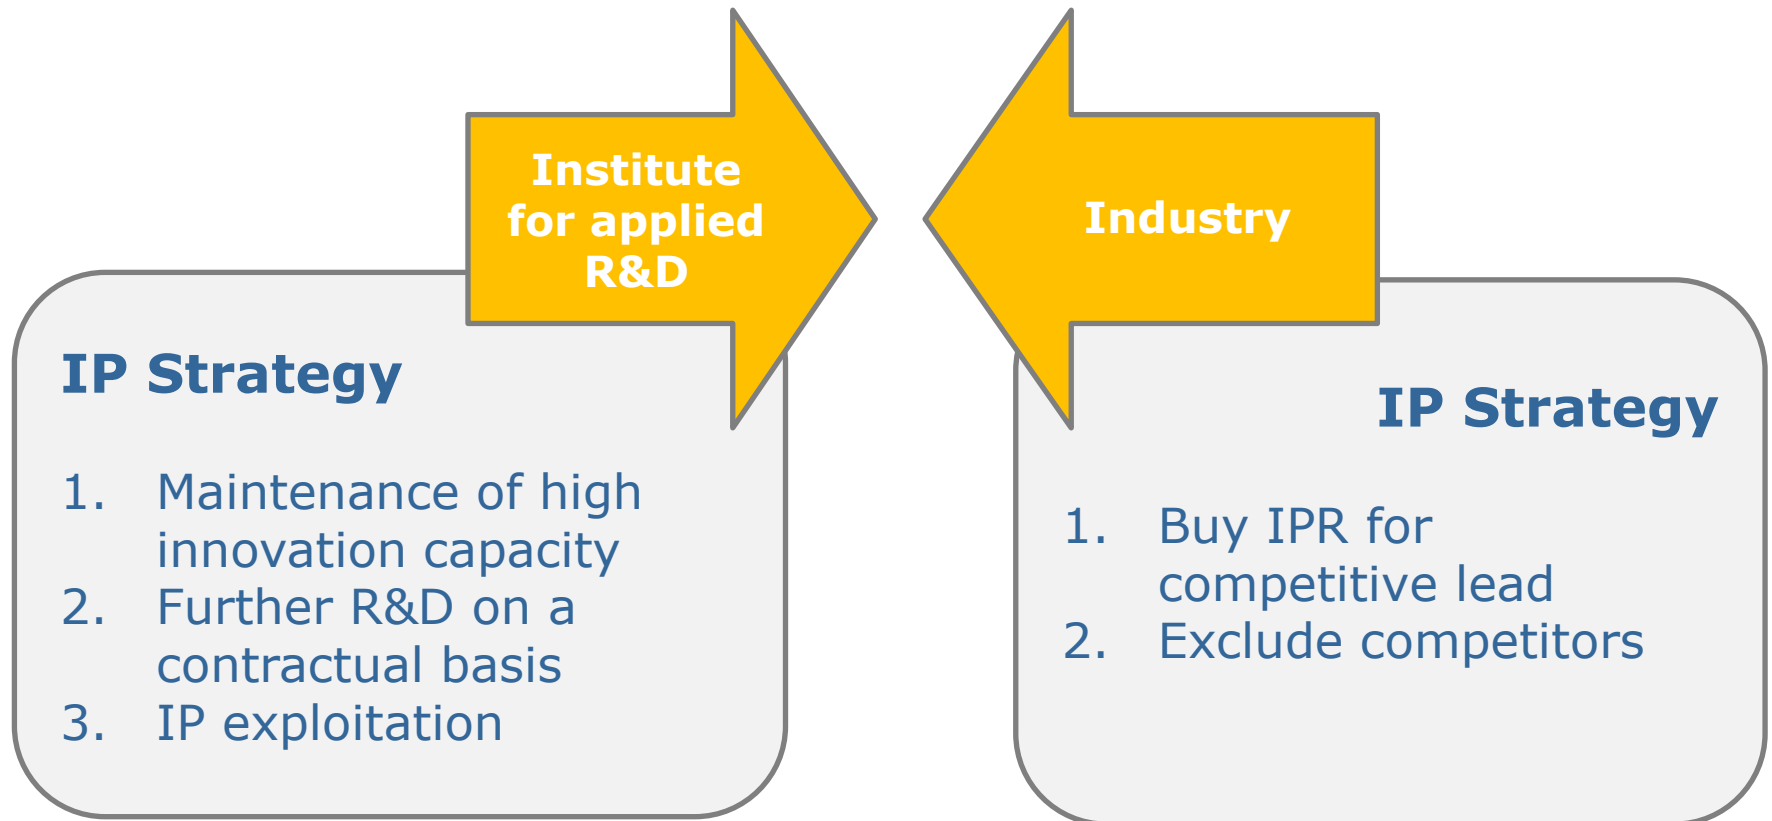 Institute
for applied
R&D
Industry
IP Strategy
1. Maintenance of high
innovation capacity
2. Further R&D on a
contractual basis
3. IP exploitation
IP Strategy
1. Buy IPR for
competitive lead
2. Exclude competitors